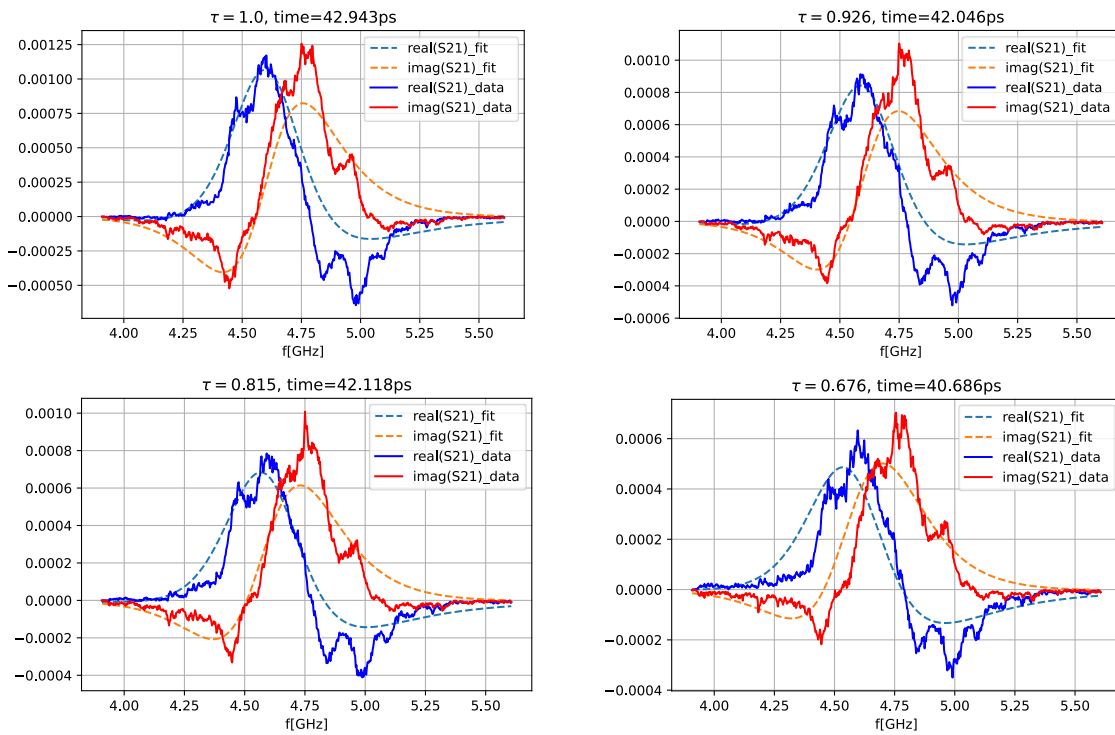 τ = 1.0, time=42.943ps
0.00125
0.00100
0.00075
0.00050
0.00025
0.00000
−0.00025
−0.00050
real(S21)_fit
imag(S21)_fit
real(S21)_data
imag(S21)_data
4.00 4.25 4.50 4.75 5.00 5.25 5.50
f[GHz]
τ = 0.926, time=42.046ps
0.0010
0.0008
0.0006
0.0004
0.0002
0.0000
−0.0002
−0.0004
−0.0006
real(S21)_fit
imag(S21)_fit
real(S21)_data
imag(S21)_data
4.00 4.25 4.50 4.75 5.00 5.25 5.50
f[GHz]
τ = 0.815, time=42.118ps
0.0010
0.0008
0.0006
0.0004
0.0002
0.0000
−0.0002
−0.0004
real(S21)_fit
imag(S21)_fit
real(S21)_data
imag(S21)_data
4.00 4.25 4.50 4.75 5.00 5.25 5.50
f[GHz]
τ = 0.676, time=40.686ps
0.0006
0.0004
0.0002
0.0000
−0.0002
−0.0004
real(S21)_fit
imag(S21)_fit
real(S21)_data
imag(S21)_data
4.00 4.25 4.50 4.75 5.00 5.25 5.50
f[GHz]